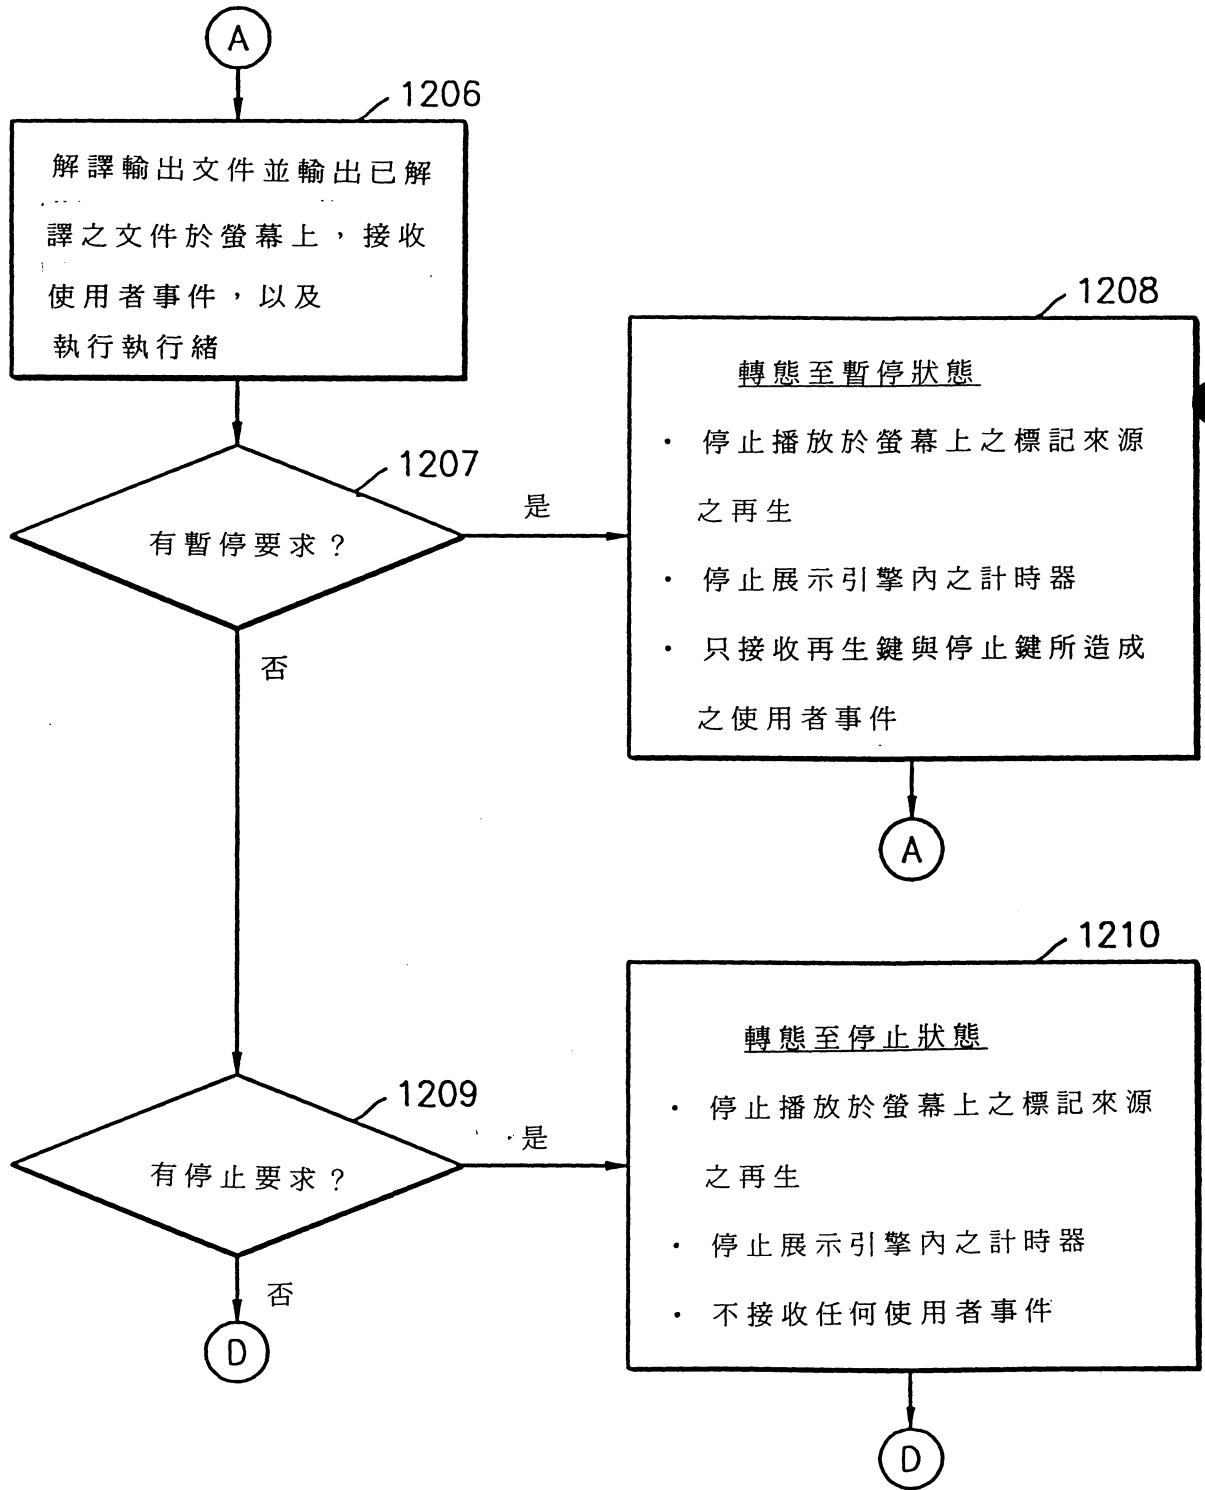 A
1206
解譯輸出文件並輸出已解
譯之文件於螢幕上，接收
使用者事件，以及
執行執行緒
1207
有暫停要求？
是
否
1208
轉態至暫停狀態
· 停止播放於螢幕上之標記來源
之再生
· 停止展示引擎內之計時器
· 只接收再生鍵與停止鍵所造成
之使用者事件
A
1209
有停止要求？
是
否
D
1210
轉態至停止狀態
· 停止播放於螢幕上之標記來源
之再生
· 停止展示引擎內之計時器
· 不接收任何使用者事件
D